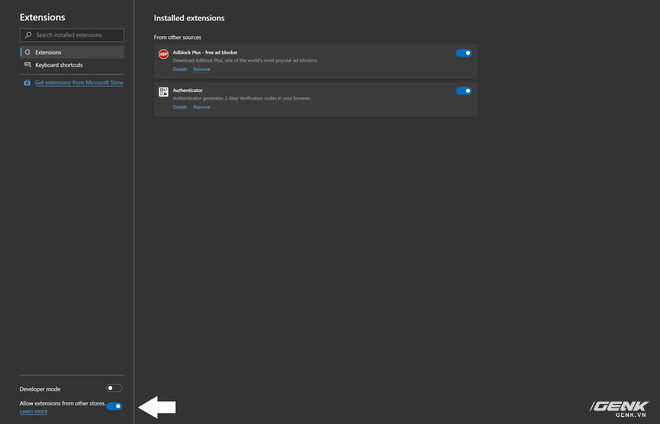 Extensions
Search installed extensions
Extensions
Keyboard shortcuts
Get extensions from Microsoft Store
Installed extensions
From other sources
ABP
Adblock Plus - free ad blocker
Download Adblock Plus, one of the world's most popular ad blockers.
Details Remove
Authenticator
Authenticator generates 2-Step Verification codes in your browser.
Details Remove
Developer mode
Allow extensions from other stores.
Learn more
GENK
GENK.VN